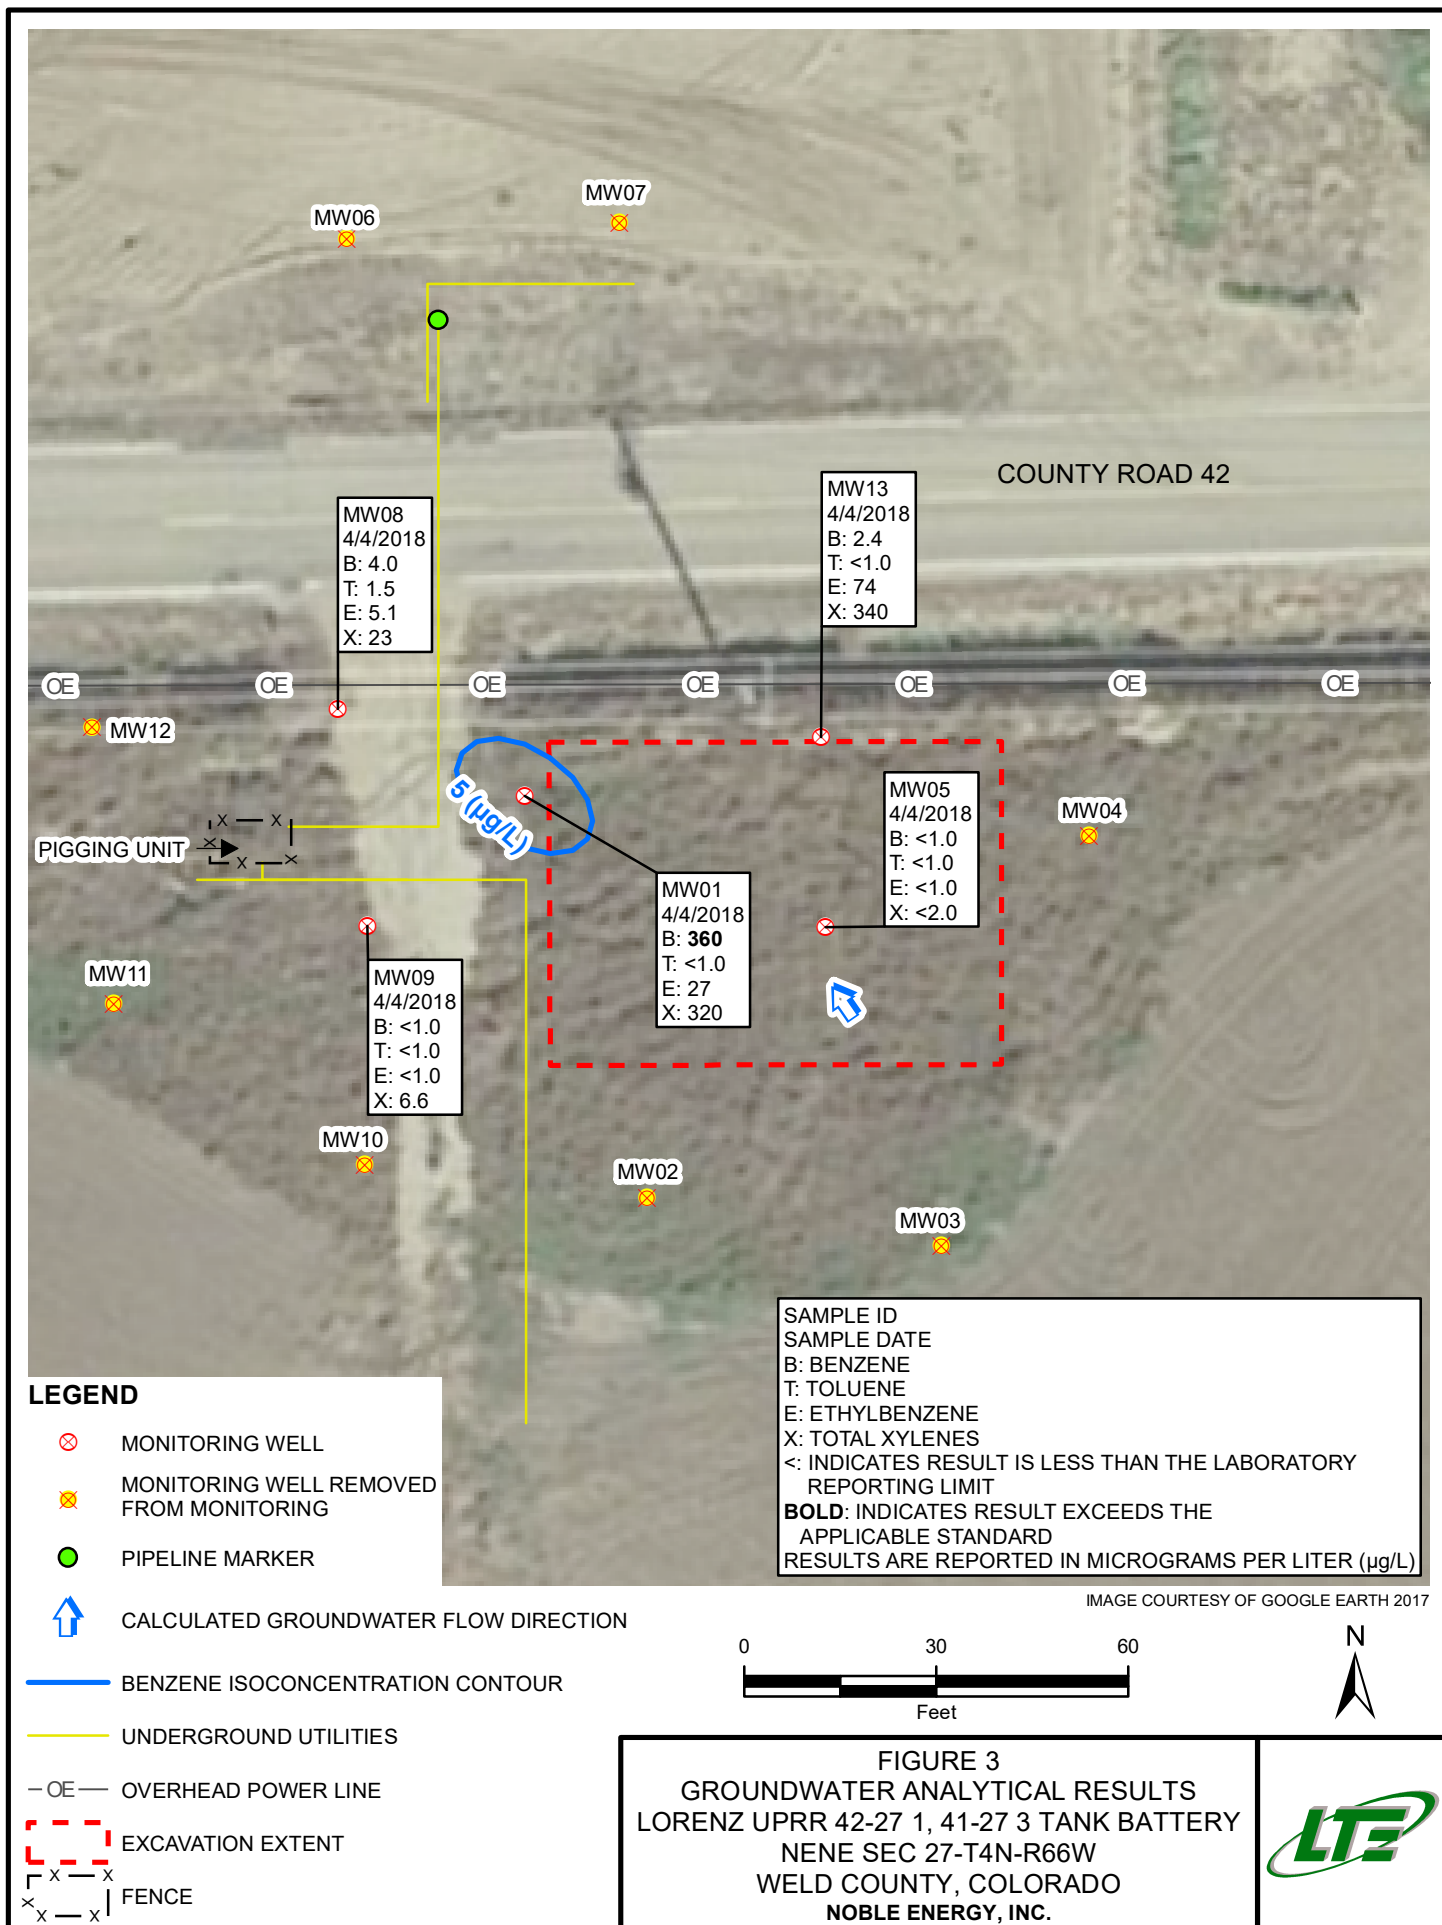 MW07
MW06
COUNTY ROAD 42
MW13
4/4/2018
B: 2.4
T: <1.0
E: 74
X: 340
MW08
4/4/2018
B: 4.0
T: 1.5
E: 5.1
X: 23
OE
OE
OE
OE
OE
OE
OE
MW12
5 (µg/L)
MW05
4/4/2018
B: <1.0
T: <1.0
E: <1.0
X: <2.0
MW04
X X
X
X X
PIGGING UNIT
MW01
4/4/2018
B: 360
T: <1.0
E: 27
X: 320
MW11
MW09
4/4/2018
B: <1.0
T: <1.0
E: <1.0
X: 6.6
MW10
MW02
MW03
SAMPLE ID
SAMPLE DATE
B: BENZENE
T: TOLUENE
E: ETHYLBENZENE
X: TOTAL XYLENES
<: INDICATES RESULT IS LESS THAN THE LABORATORY
REPORTING LIMIT
BOLD: INDICATES RESULT EXCEEDS THE
APPLICABLE STANDARD
RESULTS ARE REPORTED IN MICROGRAMS PER LITER (µg/L)
IMAGE COURTESY OF GOOGLE EARTH 2017
LEGEND
MONITORING WELL
MONITORING WELL REMOVED
FROM MONITORING
PIPELINE MARKER
CALCULATED GROUNDWATER FLOW DIRECTION
BENZENE ISOCONCENTRATION CONTOUR
UNDERGROUND UTILITIES
OE OVERHEAD POWER LINE
EXCAVATION EXTENT
X X
X
X X
FENCE
0 30 60
Feet
N
FIGURE 3
GROUNDWATER ANALYTICAL RESULTS
LORENZ UPRR 42-27 1, 41-27 3 TANK BATTERY
NENE SEC 27-T4N-R66W
WELD COUNTY, COLORADO
NOBLE ENERGY, INC.
LTE